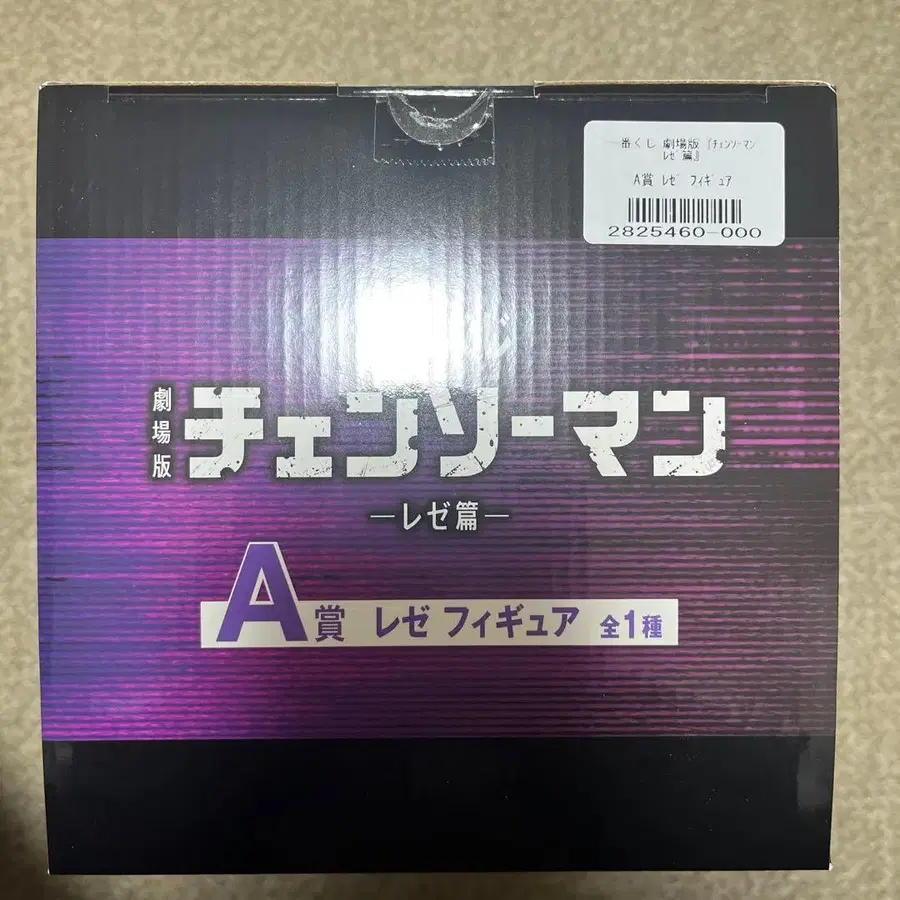 一番くじ 劇場版『ﾁｪﾝｿｰﾏﾝ
ﾚｾﾞ篇』
A賞 ﾚｾﾞ ﾌｨｷﾞｭｱ
2825460-000
劇場版
チェンソーマン
―レゼ篇―
A賞 レゼ フィギュア 全1種